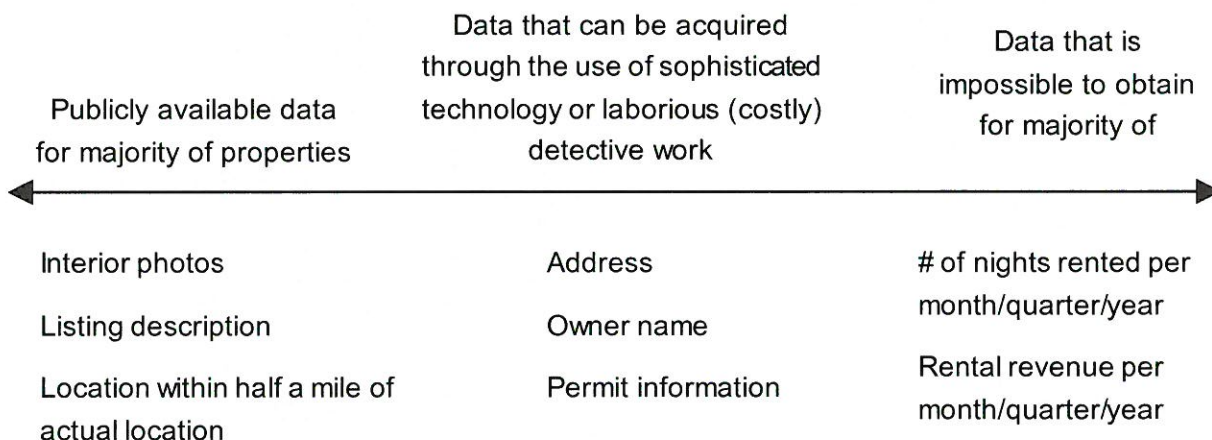 Publicly available data
for majority of properties
Data that can be acquired
through the use of sophisticated
technology or laborious (costly)
detective work
Data that is
impossible to obtain
for majority of
Interior photos
Listing description
Location within half a mile of
actual location
Address
Owner name
Permit information
# of nights rented per
month/quarter/year
Rental revenue per
month/quarter/year